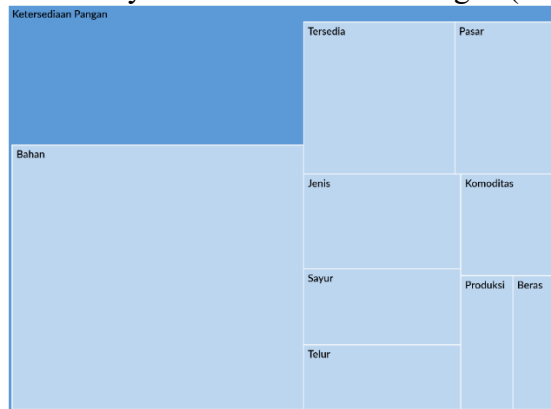 Ketersediaan Pangan
Tersedia
Pasar
Bahan
Jenis
Komoditas
Sayur
Produksi
Beras
Telur